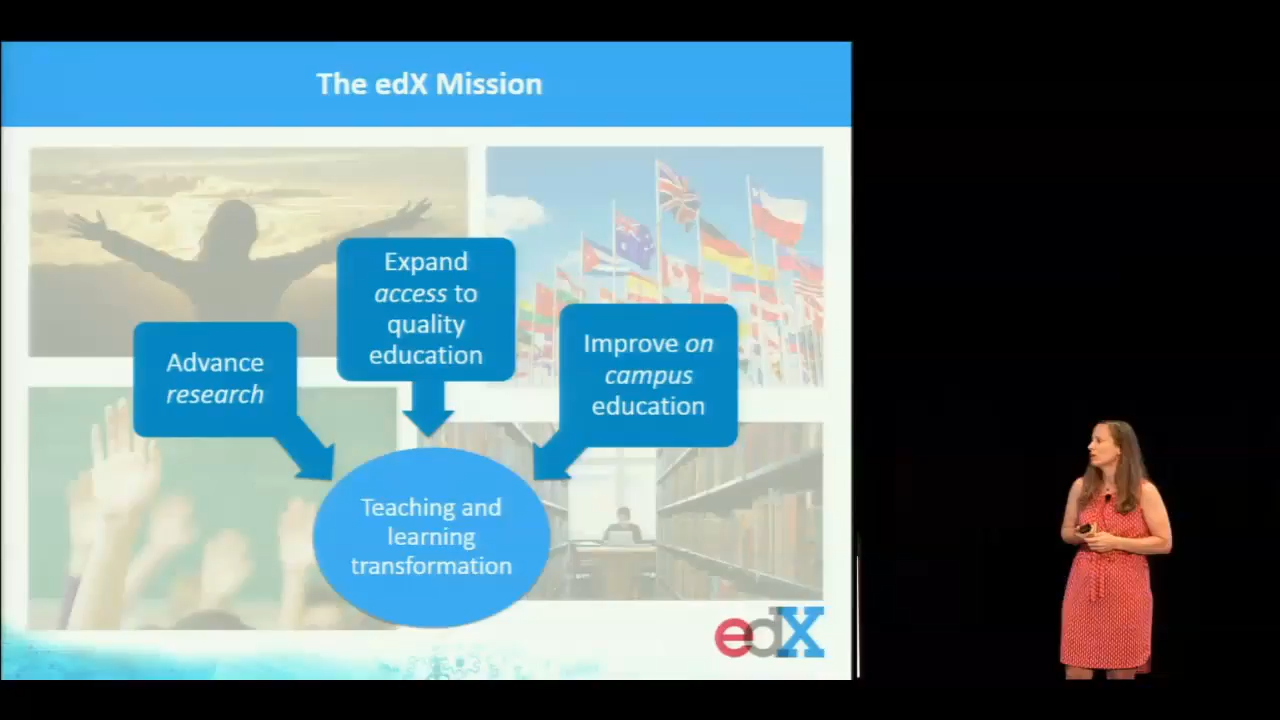 The edX Mission
Expand
access to
quality
education
Advance
research
Improve on
campus
education
Teaching and
learning
transformation
edX